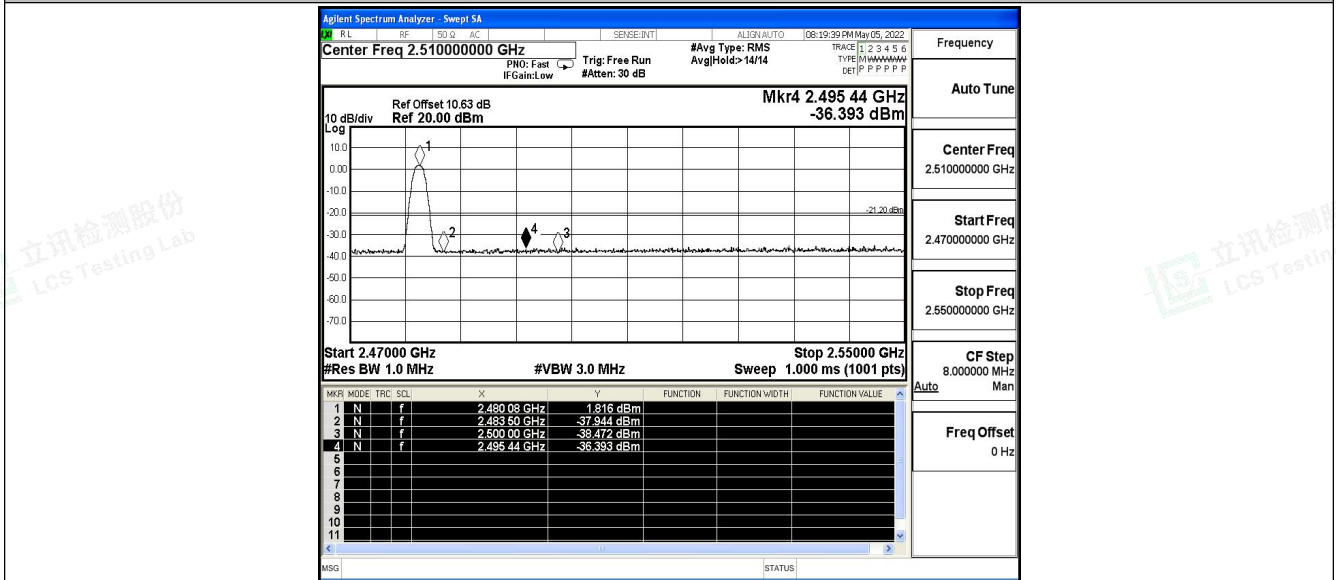 Agilent Spectrum Analyzer - Swept SA
LXI RL RF 50 Ω AC SENSE:INT ALIGN AUTO 08:19:39 PM May 05, 2022
Center Freq 2.510000000 GHz
PNO: Fast
IFGain:Low
Trig: Free Run
#Atten: 30 dB
#Avg Type: RMS
Avg|Hold:> 14/14
TRACE 1 2 3 4 5 6
TYPE M W W W W W
DET P P P P P P
Mkr4 2.495 44 GHz
-36.393 dBm
Ref Offset 10.63 dB
10 dB/div Ref 20.00 dBm
Log
10.0
0.00
-10.0
-20.0
-30.0
-40.0
-50.0
-60.0
-70.0
1
2
4
3
-21.20 dBm
Start 2.47000 GHz Stop 2.55000 GHz
#Res BW 1.0 MHz #VBW 3.0 MHz Sweep 1.000 ms (1001 pts)
MKR MODE TRC SCL X Y FUNCTION FUNCTION WIDTH FUNCTION VALUE
1 N f 2.480 08 GHz 1.816 dBm
2 N f 2.483 50 GHz -37.944 dBm
3 N f 2.500 00 GHz -38.472 dBm
4 N f 2.495 44 GHz -36.393 dBm
5
6
7
8
9
10
11
MSG STATUS
Frequency
Auto Tune
Center Freq
2.510000000 GHz
Start Freq
2.470000000 GHz
Stop Freq
2.550000000 GHz
CF Step
8.000000 MHz
Auto Man
Freq Offset
0 Hz
立讯检测股份
LCS Testing Lab
立讯检测
LCS Testin